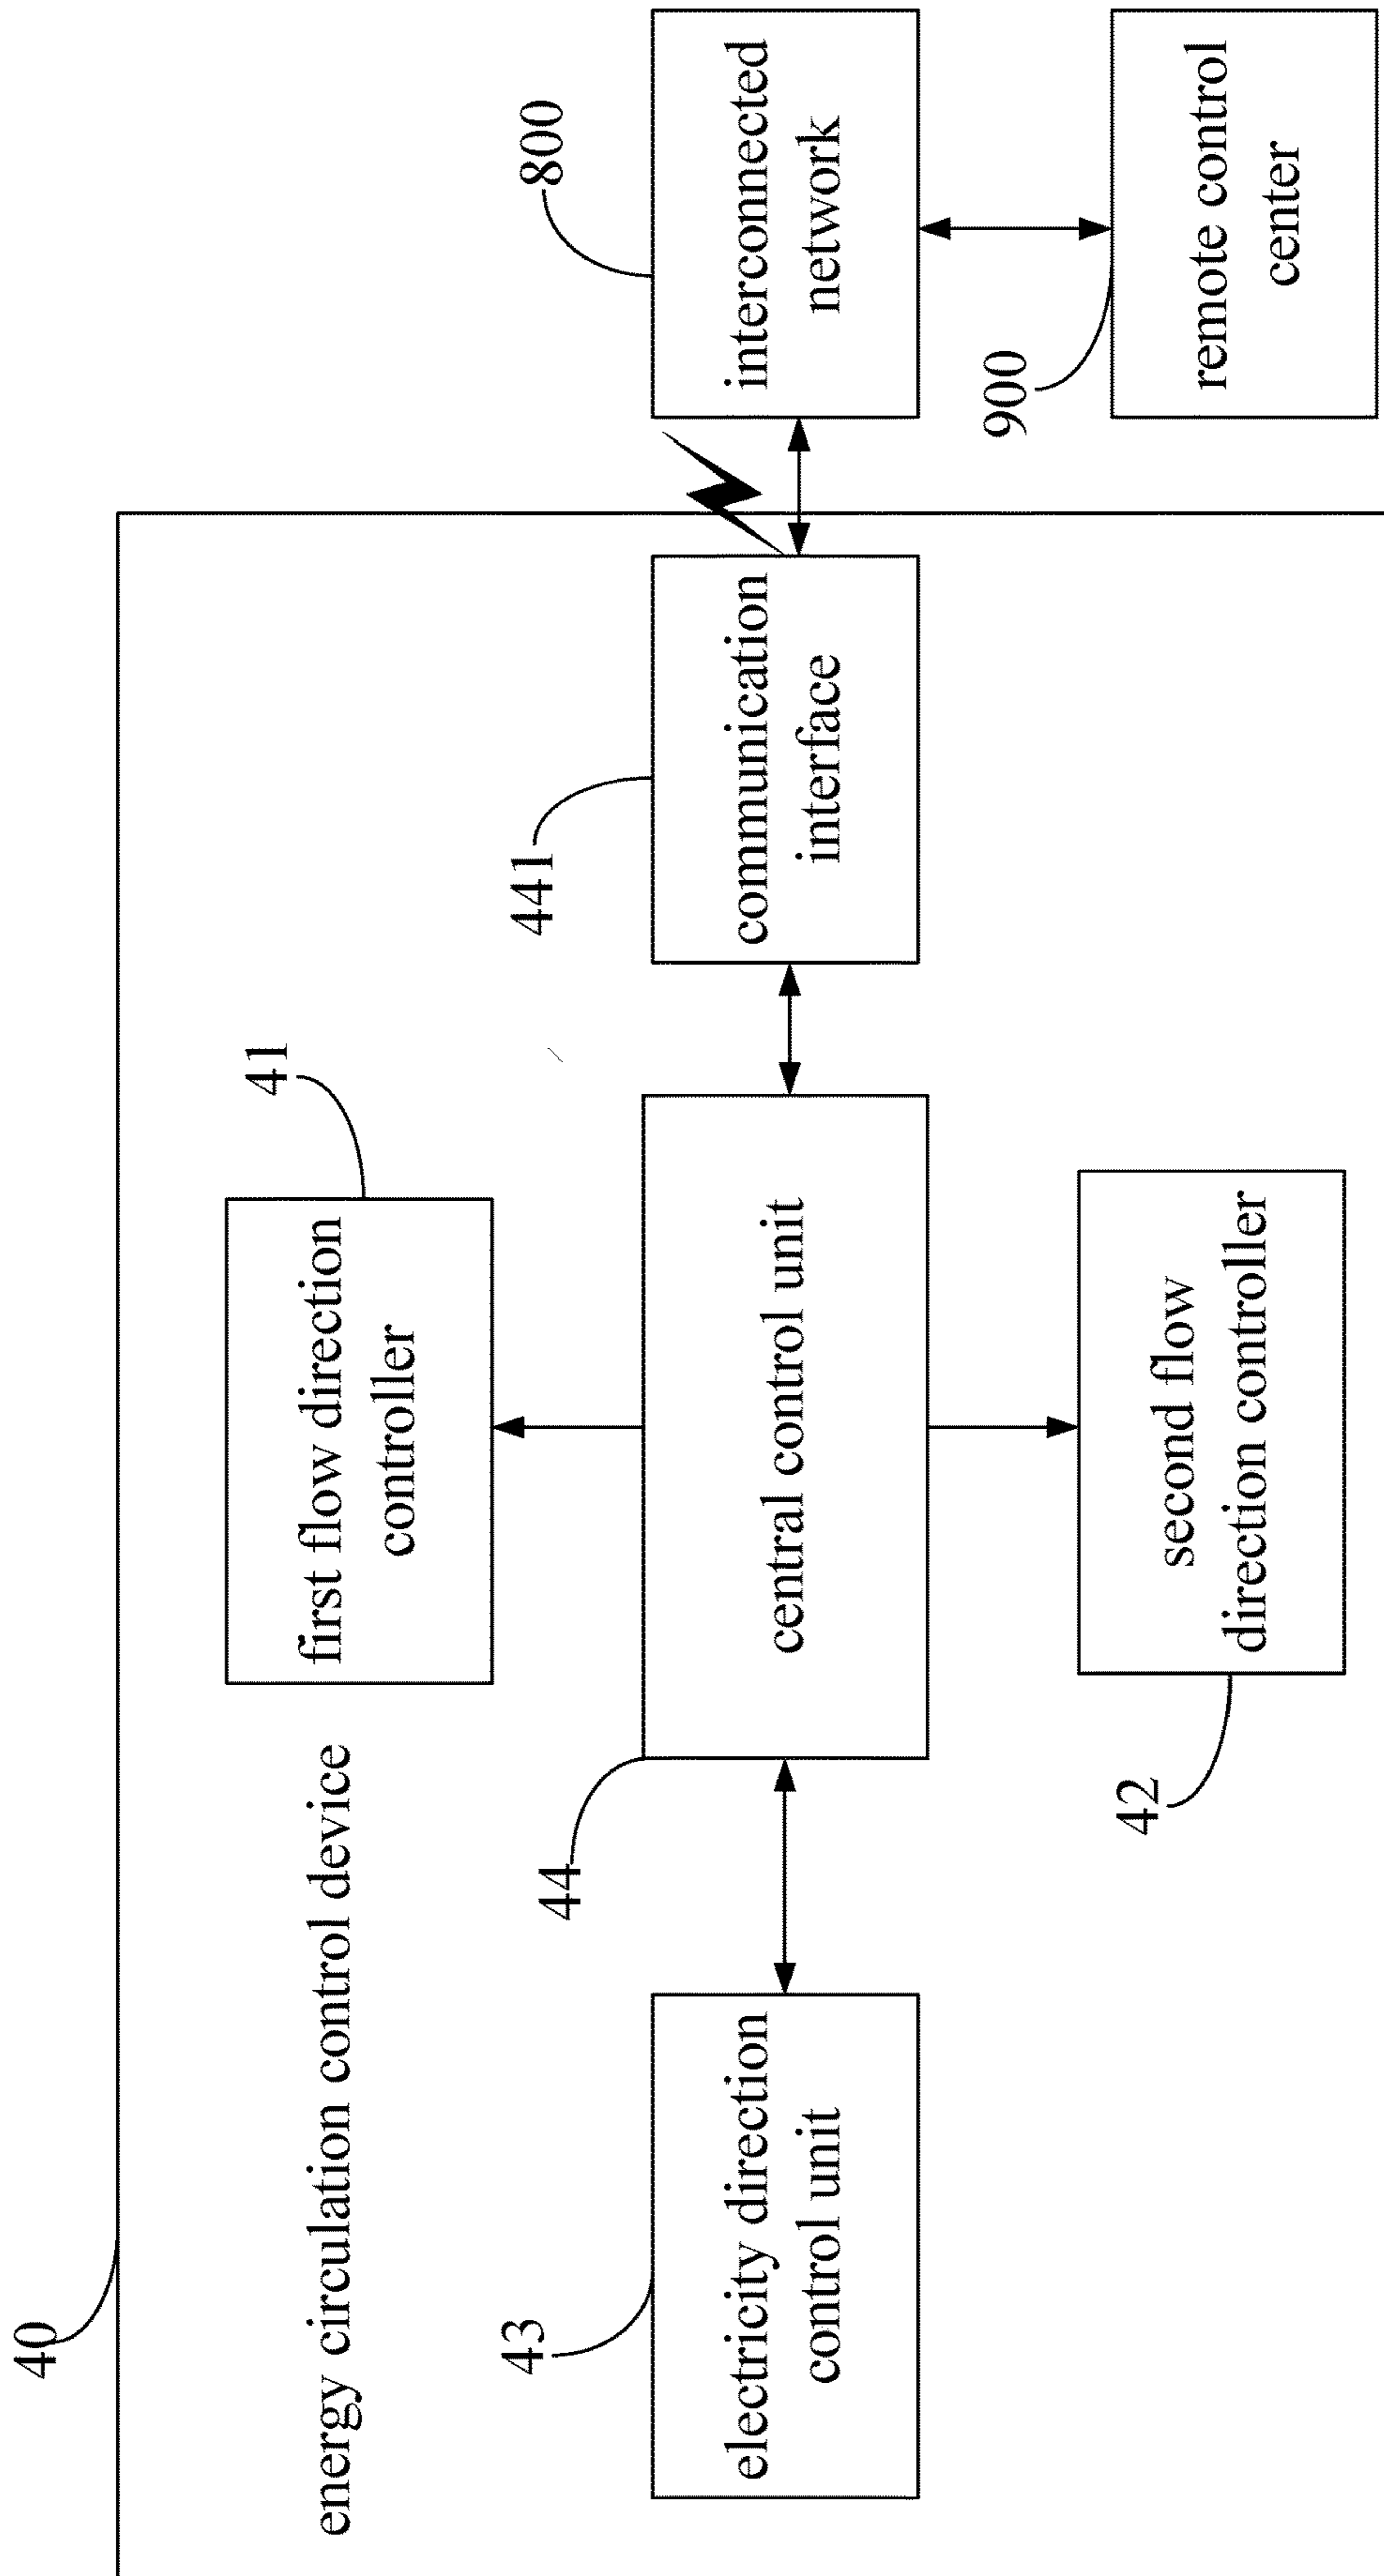 40
energy circulation control device
41
first flow direction
controller
43
electricity direction
control unit
44
central control unit
441
communication
interface
800
interconnected
network
42
second flow
direction controller
900
remote control
center